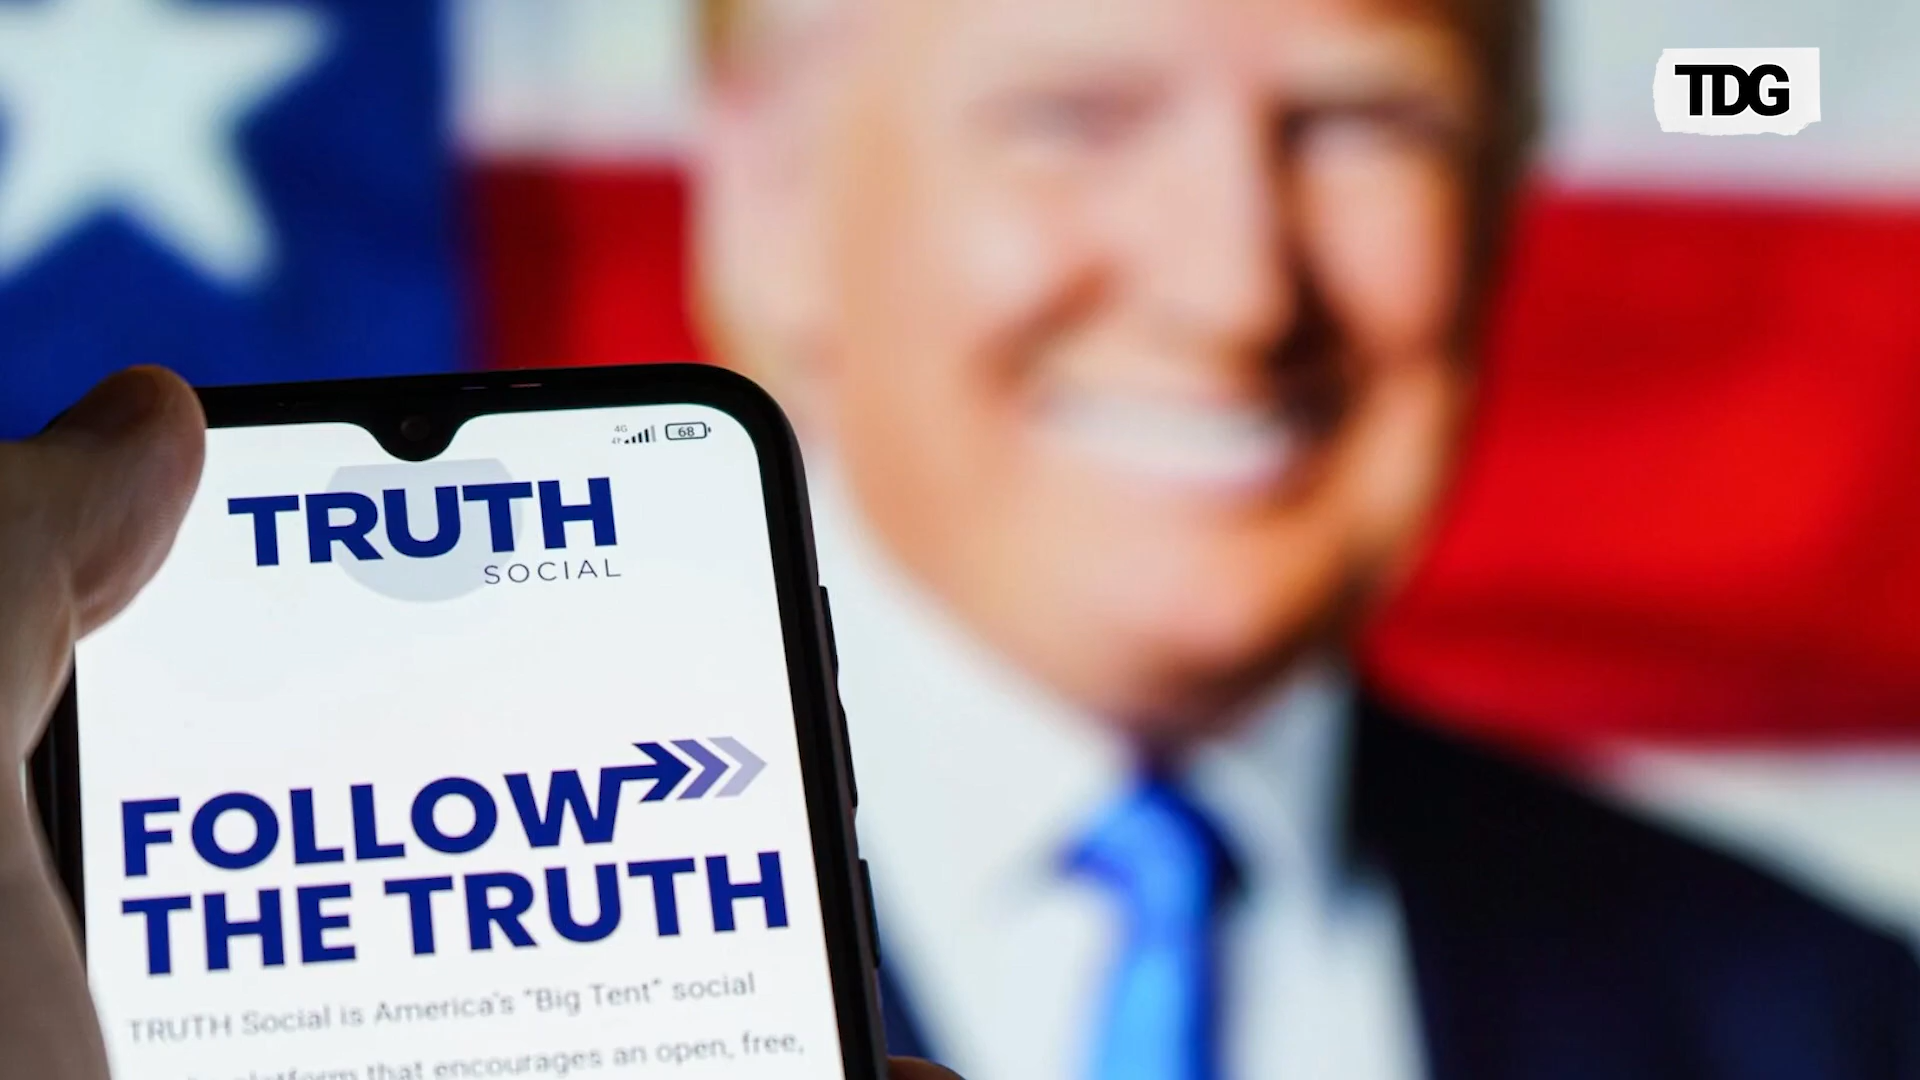 TDG
4G
68
TRUTH
SOCIAL
FOLLOW
THE TRUTH
TRUTH Social is America's "Big Tent" social
platform that encourages an open, free,